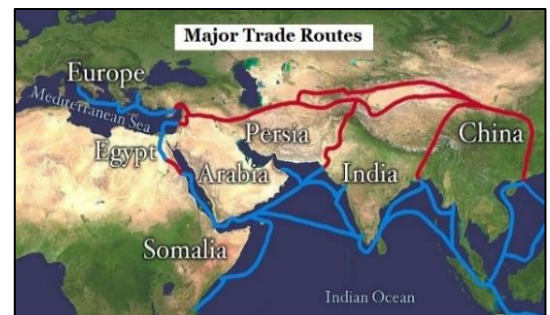 Major Trade Routes
Europe
Mediterranean Sea
Egypt
Persia
China
Arabia
India
Somalia
Indian Ocean